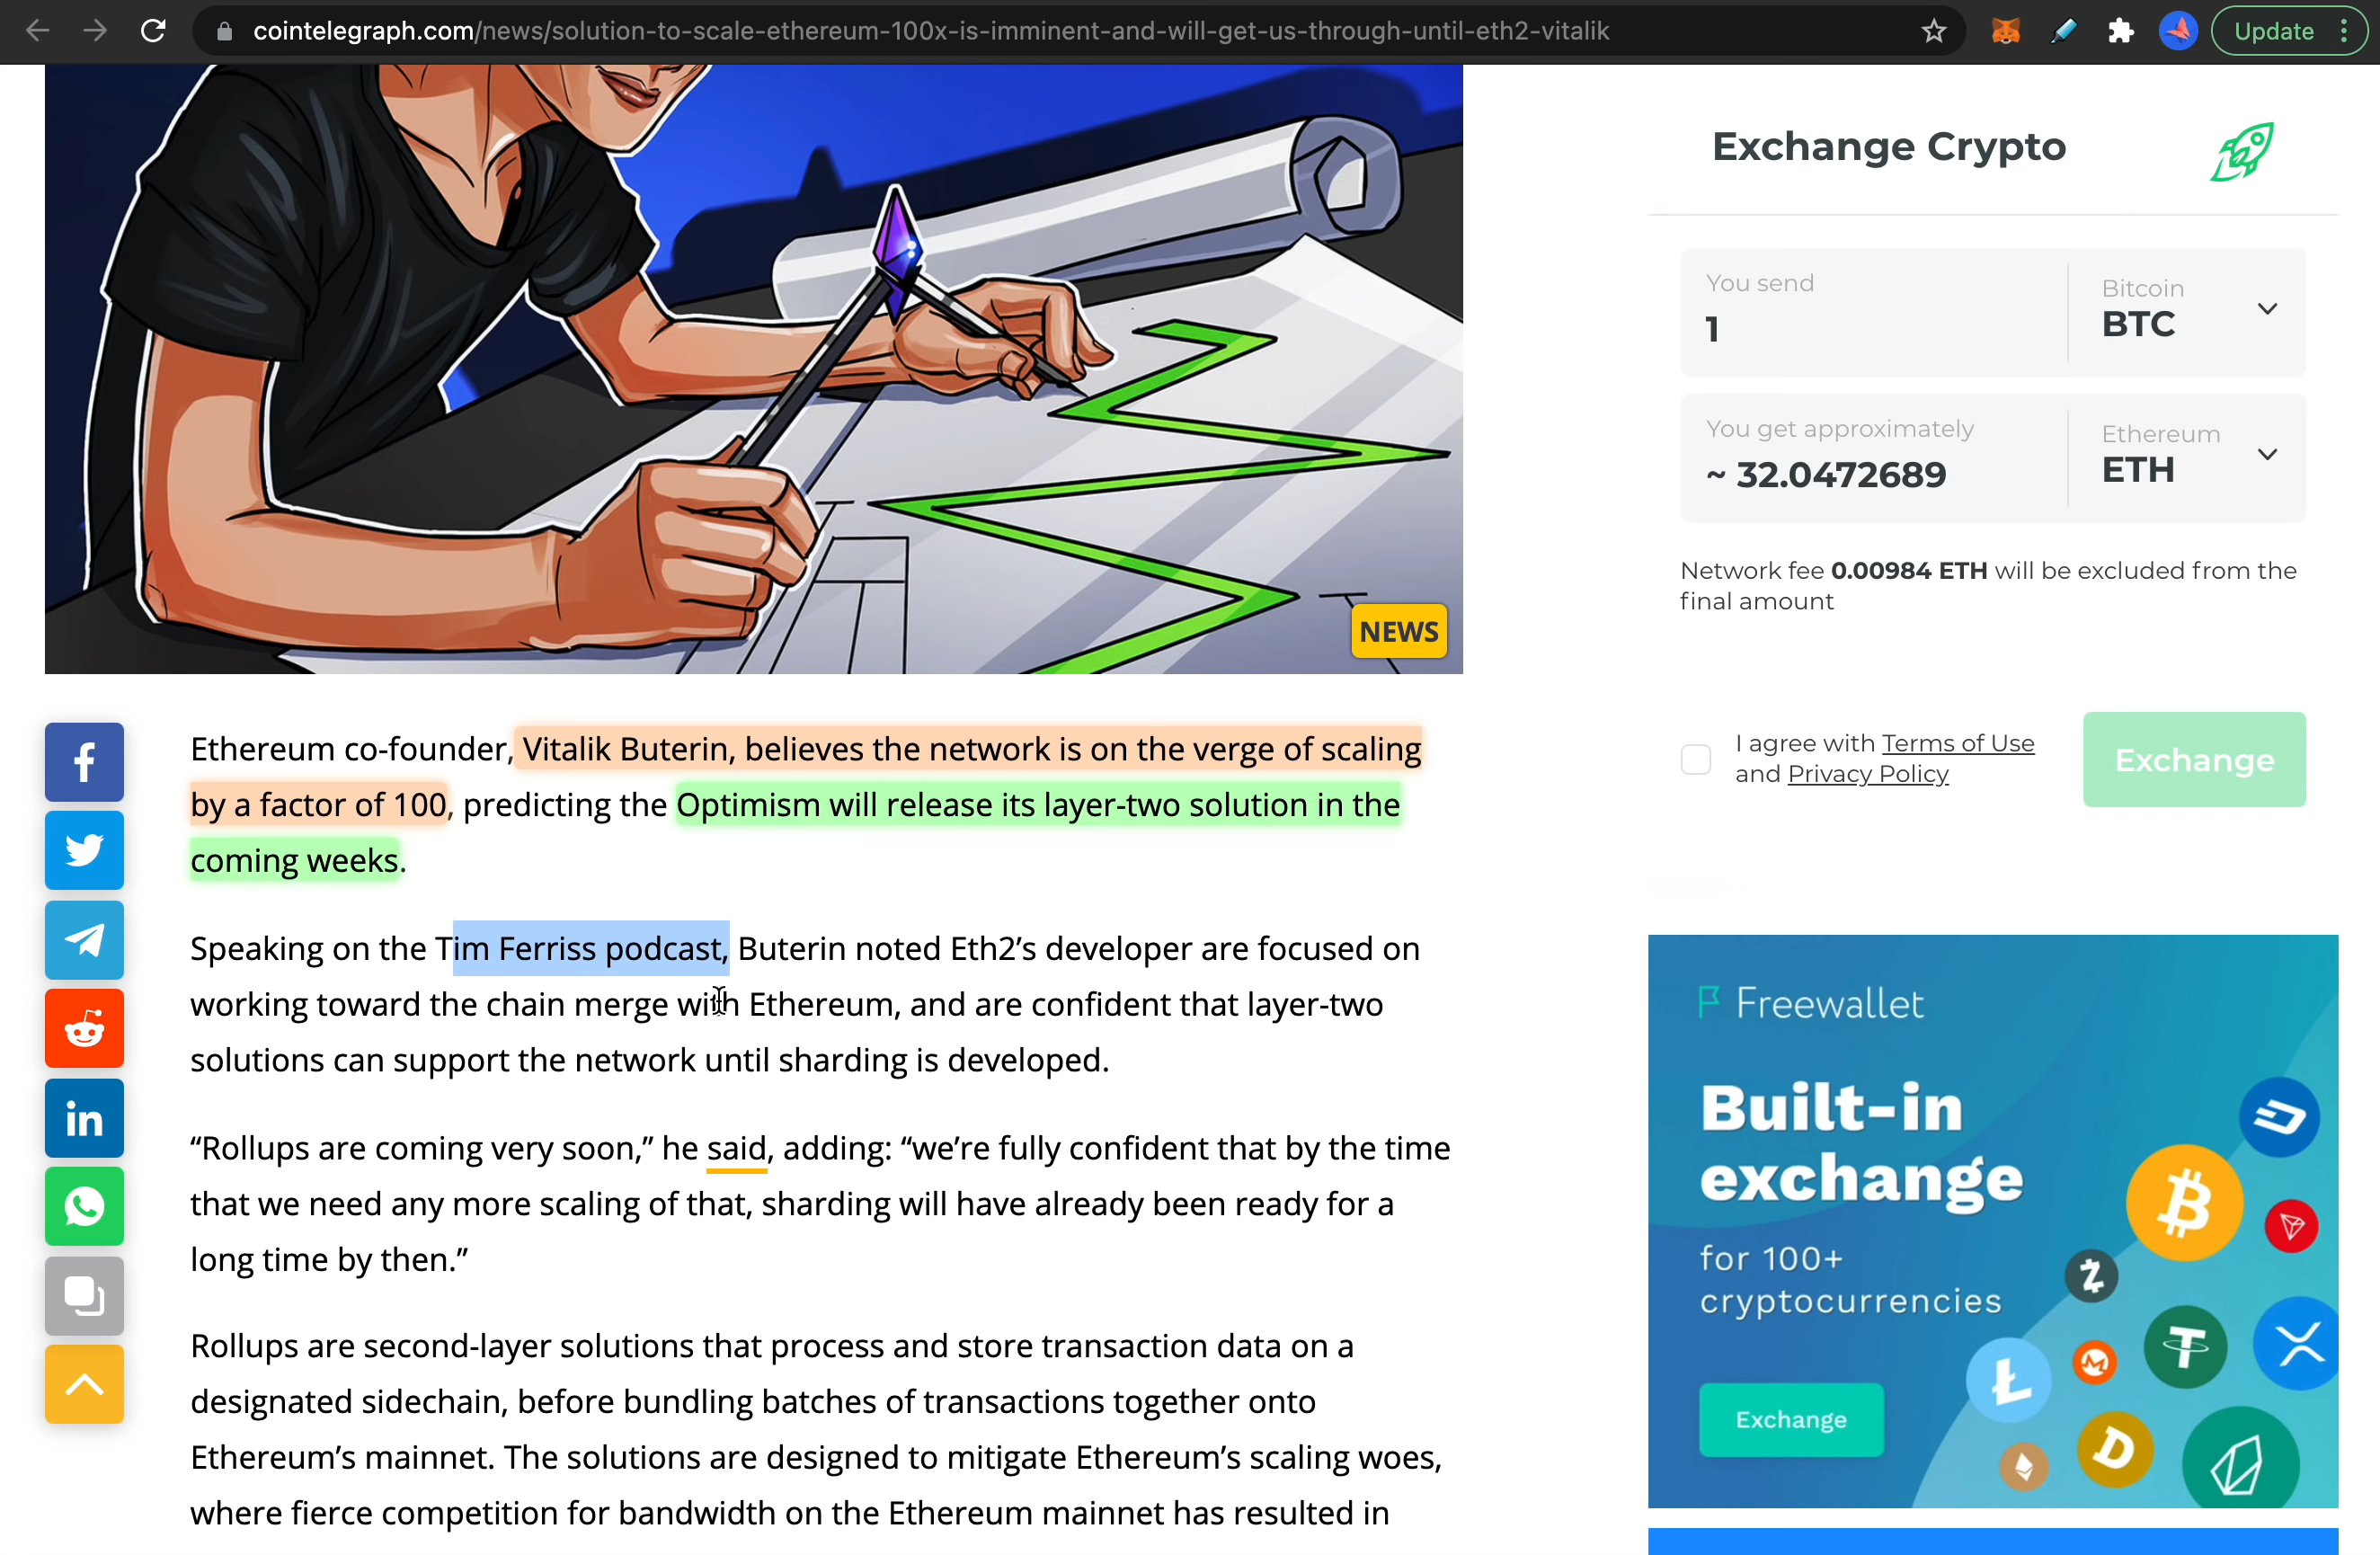 cointelegraph.com/news/solution-to-scale-ethereum-100x-is-imminent-and-will-get-us-through-until-eth2-vitalik
Update
NEWS
Ethereum co-founder, Vitalik Buterin, believes the network is on the verge of scaling
by a factor of 100, predicting the Optimism will release its layer-two solution in the
coming weeks.
Speaking on the Tim Ferriss podcast, Buterin noted Eth2’s developer are focused on
working toward the chain merge with Ethereum, and are confident that layer-two
solutions can support the network until sharding is developed.
“Rollups are coming very soon,” he said, adding: “we’re fully confident that by the time
that we need any more scaling of that, sharding will have already been ready for a
long time by then.”
Rollups are second-layer solutions that process and store transaction data on a
designated sidechain, before bundling batches of transactions together onto
Ethereum’s mainnet. The solutions are designed to mitigate Ethereum’s scaling woes,
where fierce competition for bandwidth on the Ethereum mainnet has resulted in
Exchange Crypto
You send
1
Bitcoin
BTC
You get approximately
~ 32.0472689
Ethereum
ETH
Network fee 0.00984 ETH will be excluded from the
final amount
I agree with Terms of Use
and Privacy Policy
Exchange
Freewallet
Built-in
exchange
for 100+
cryptocurrencies
Exchange